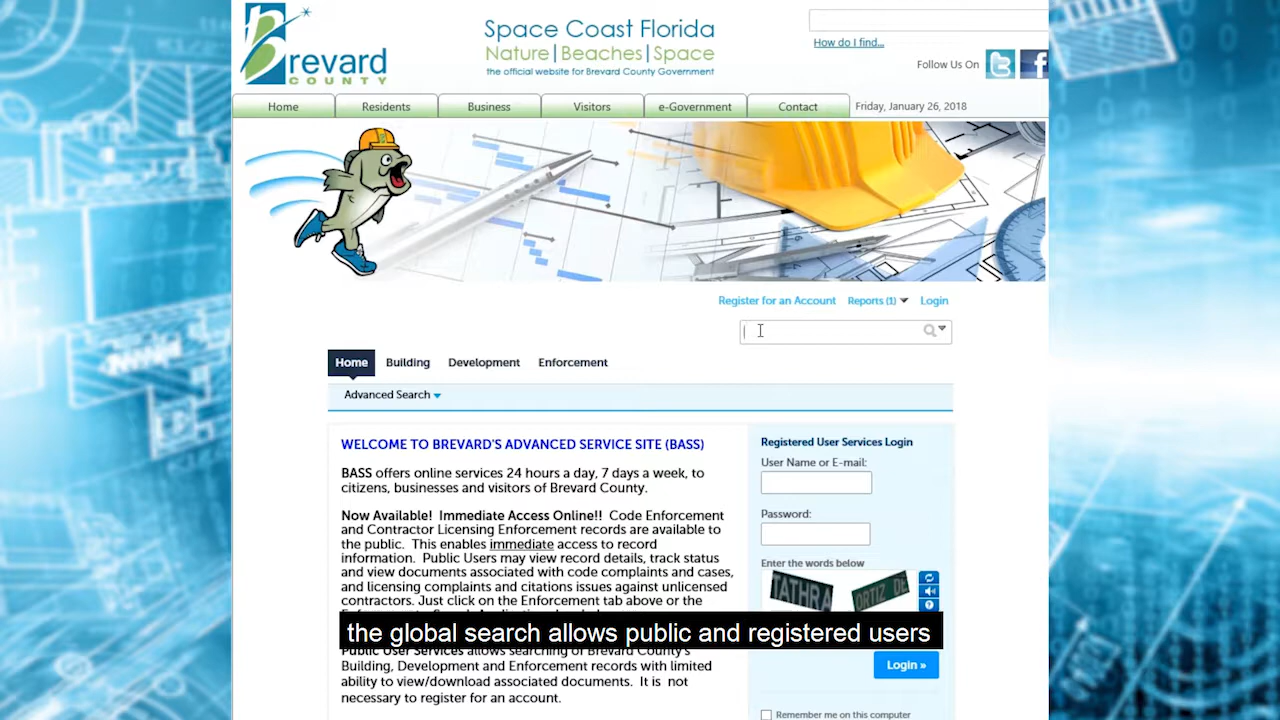 Brevard
COUNTY
Space Coast Florida
Nature|Beaches|Space
the official website for Brevard County Government
How do I find...
Follow Us On
Home Residents Business Visitors e-Government Contact Friday, January 26, 2018
Register for an Account Reports (1) Login
Home Building Development Enforcement
Advanced Search
WELCOME TO BREVARD'S ADVANCED SERVICE SITE (BASS)
BASS offers online services 24 hours a day, 7 days a week, to
citizens, businesses and visitors of Brevard County.
Now Available! Immediate Access Online!! Code Enforcement
and Contractor Licensing Enforcement records are available to
the public. This enables immediate access to record
information. Public Users may view record details, track status
and view documents associated with code complaints and cases,
and licensing complaints and citations issues against unlicensed
contractors. Just click on the Enforcement tab above or the
the global search allows public and registered users
Public User Services allows searching of Brevard County's
Building, Development and Enforcement records with limited
ability to view/download associated documents. It is not
necessary to register for an account.
Registered User Services Login
User Name or E-mail:
Password:
Enter the words below
TATHRA ORTIZ DE
Login »
Remember me on this computer